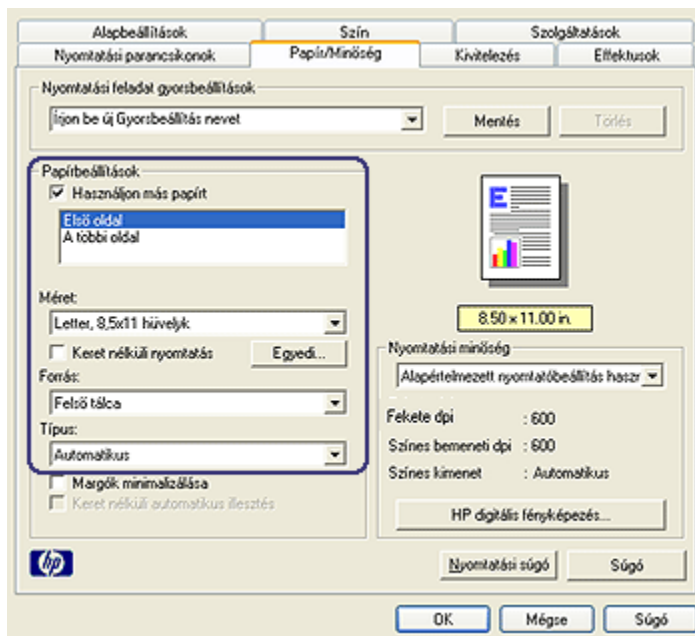 Alapbeállítások Szín Szolgáltatások
Nyomtatási parancsikonok Papír/Minőség Kivitelezés Effektusok
Nyomtatási feladat gyorsbeállítások
Írjon be új Gyorsbeállítás nevet Mentés Törlés
Papírbeállítások
Használjon más papírt
Első oldal
A többi oldal
Méret:
Letter, 8,5x11 hüvelyk
Keret nélküli nyomtatás Egyedi...
Forrás:
Felső tálca
Típus:
Automatikus
Margók minimalizálása
Keret nélküli automatikus illesztés
E
8.50 × 11.00 in.
Nyomtatási minőség
Alapértelmezett nyomtatóbeállítás haszr
Fekete dpi : 600
Színes bemeneti dpi : 600
Színes kimenet : Automatikus
HP digitális fényképezés...
hp
Nyomtatási súgó Súgó
OK Mégse Súgó